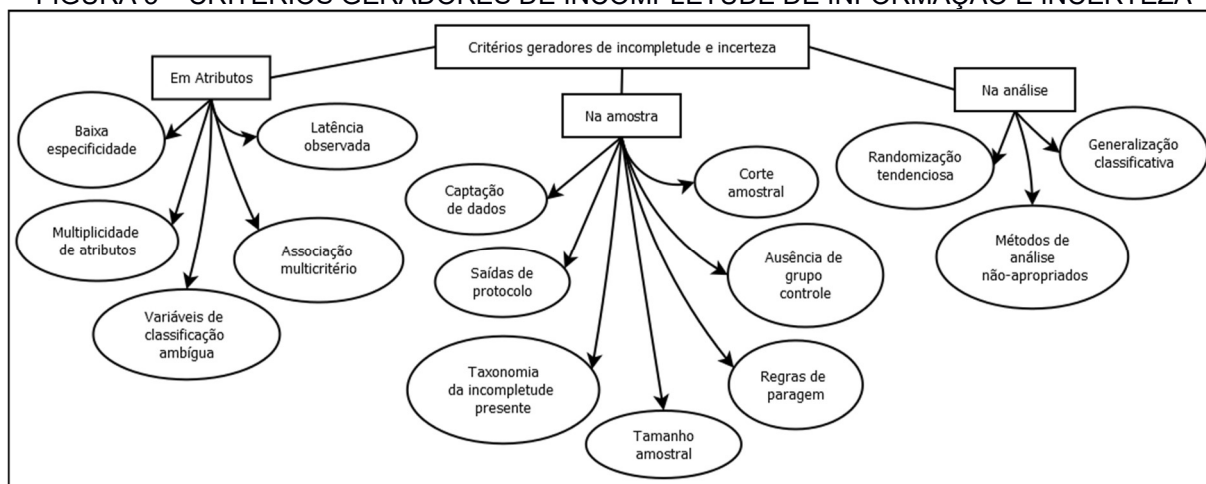 Critérios geradores de incompletude e incerteza
Em Atributos
Baixa
especificidade
Latência
observada
Multiplicidade
de atributos
Associação
multicritério
Variáveis de
classificação
ambígua
Na amostra
Captação
de dados
Corte
amostral
Saídas de
protocolo
Ausência de
grupo
controle
Taxonomia
da incompletude
presente
Regras de
paragem
Tamanho
amostral
Na análise
Randomização
tendenciosa
Generalização
classificativa
Métodos de
análise
não-apropriados